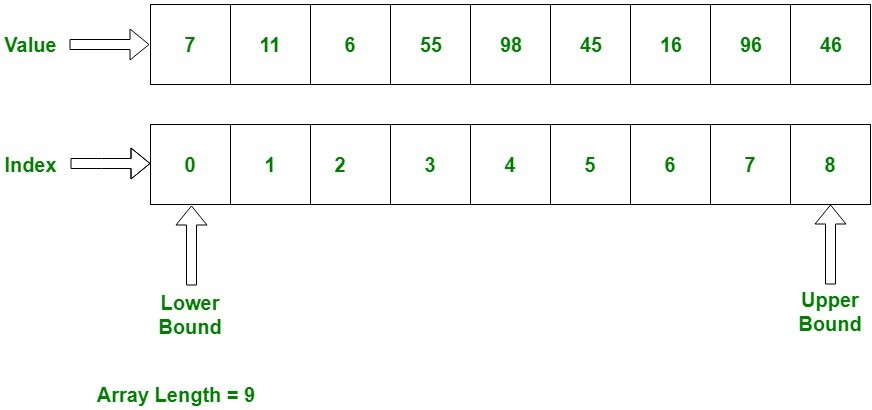 Value 7 11 6 55 98 45 16 96 46
Index 0 1 2 3 4 5 6 7 8
Lower
Bound
Upper
Bound
Array Length = 9